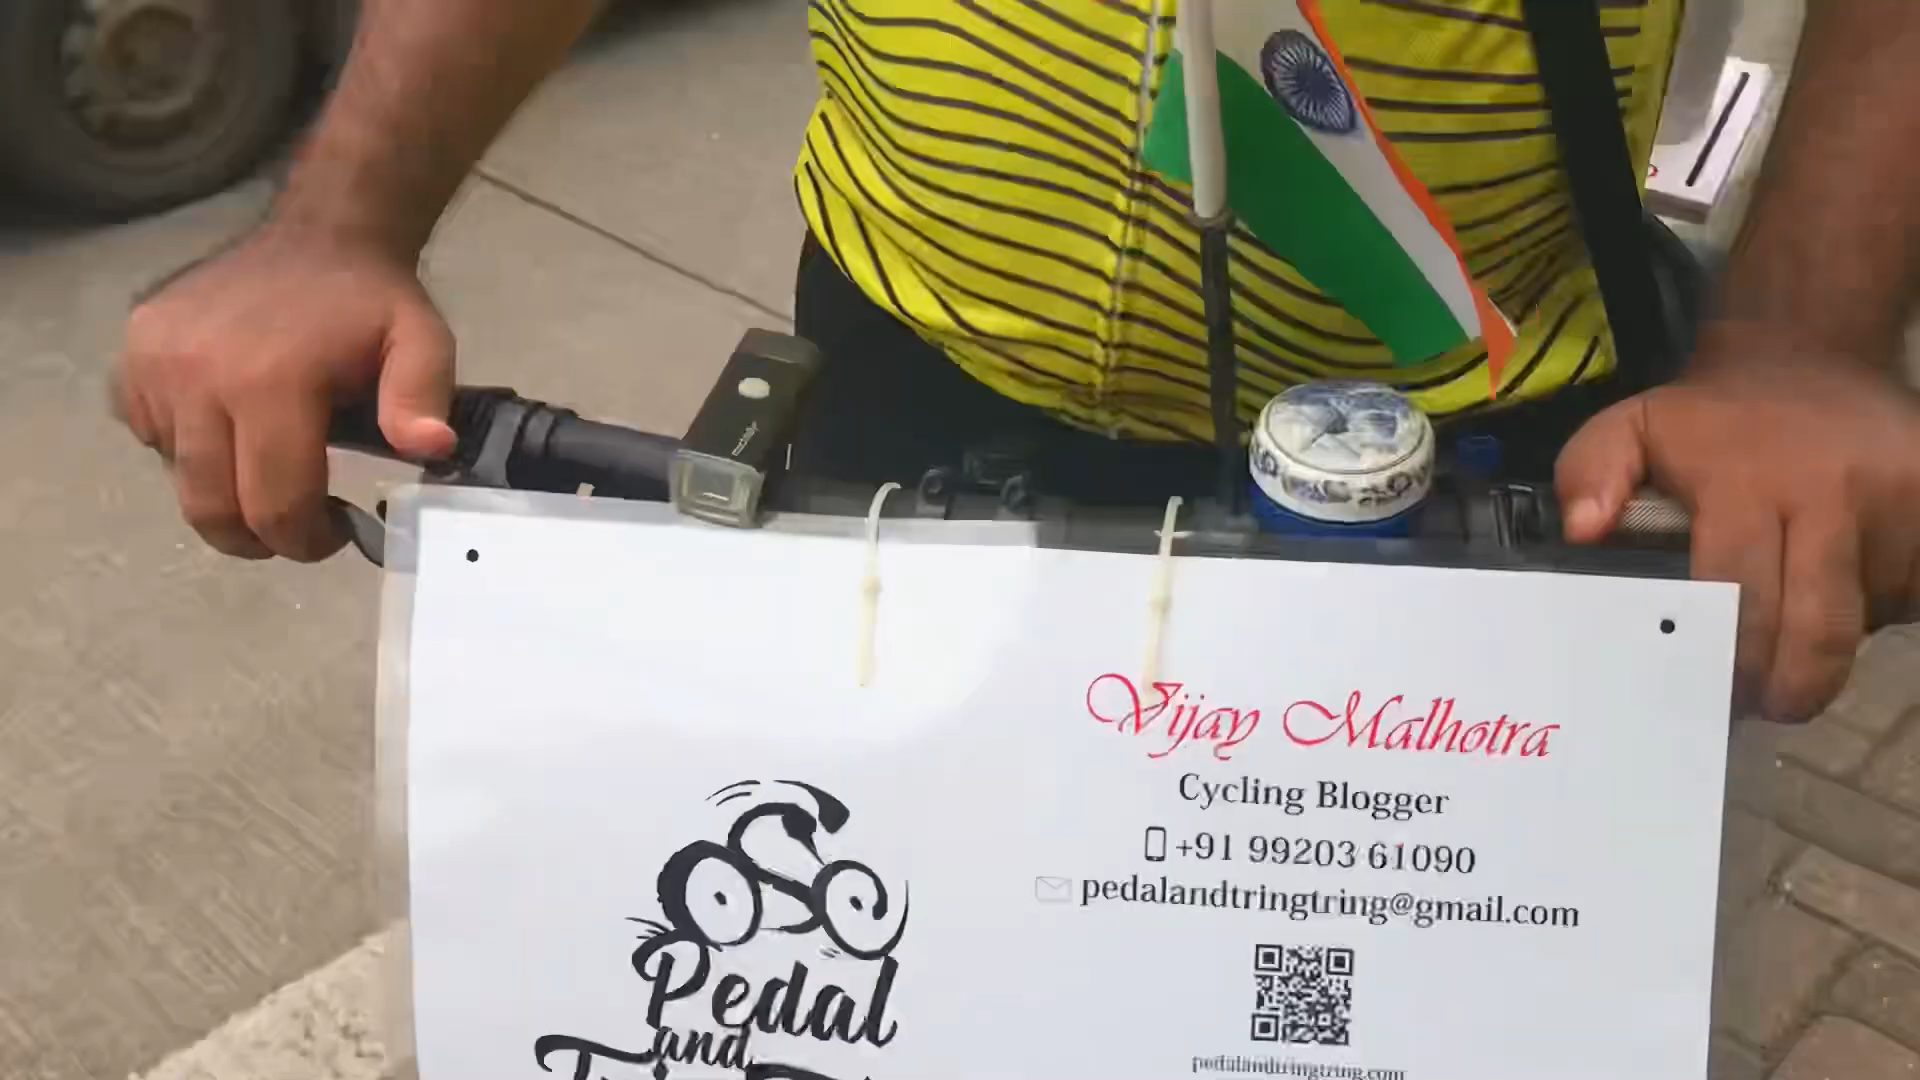 Vijay Malhotra
Cycling Blogger
+91 99203 61090
pedalandtringtring@gmail.com
pedalandtringtring.com
Pedal
and